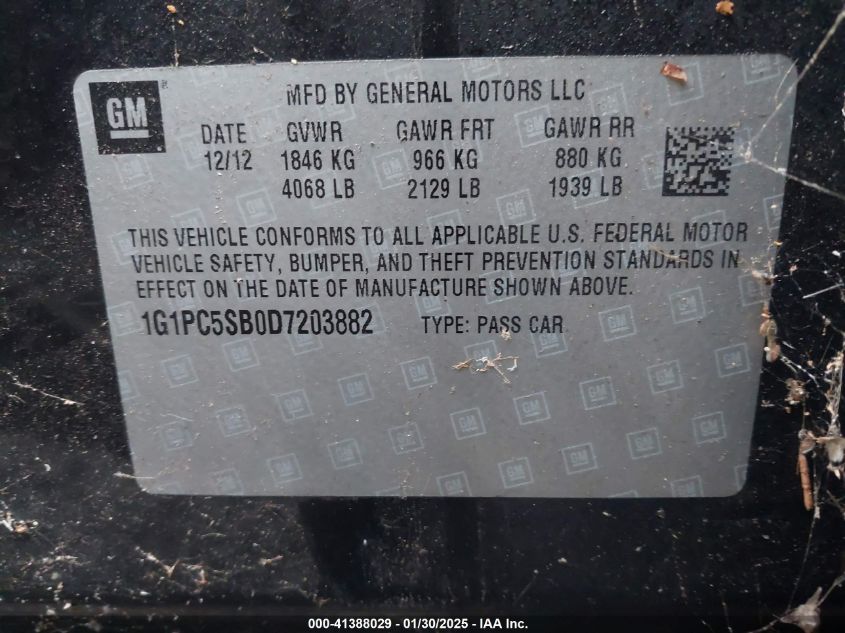 GM
MFD BY GENERAL MOTORS LLC
DATE GVWR GAWR FRT GAWR RR
12/12 1846 KG 966 KG 880 KG
4068 LB 2129 LB 1939 LB
THIS VEHICLE CONFORMS TO ALL APPLICABLE U.S. FEDERAL MOTOR
VEHICLE SAFETY, BUMPER, AND THEFT PREVENTION STANDARDS IN
EFFECT ON THE DATE OF MANUFACTURE SHOWN ABOVE.
1G1PC5SB0D7203882 TYPE: PASS CAR
000-41388029 - 01/30/2025 - IAA Inc.